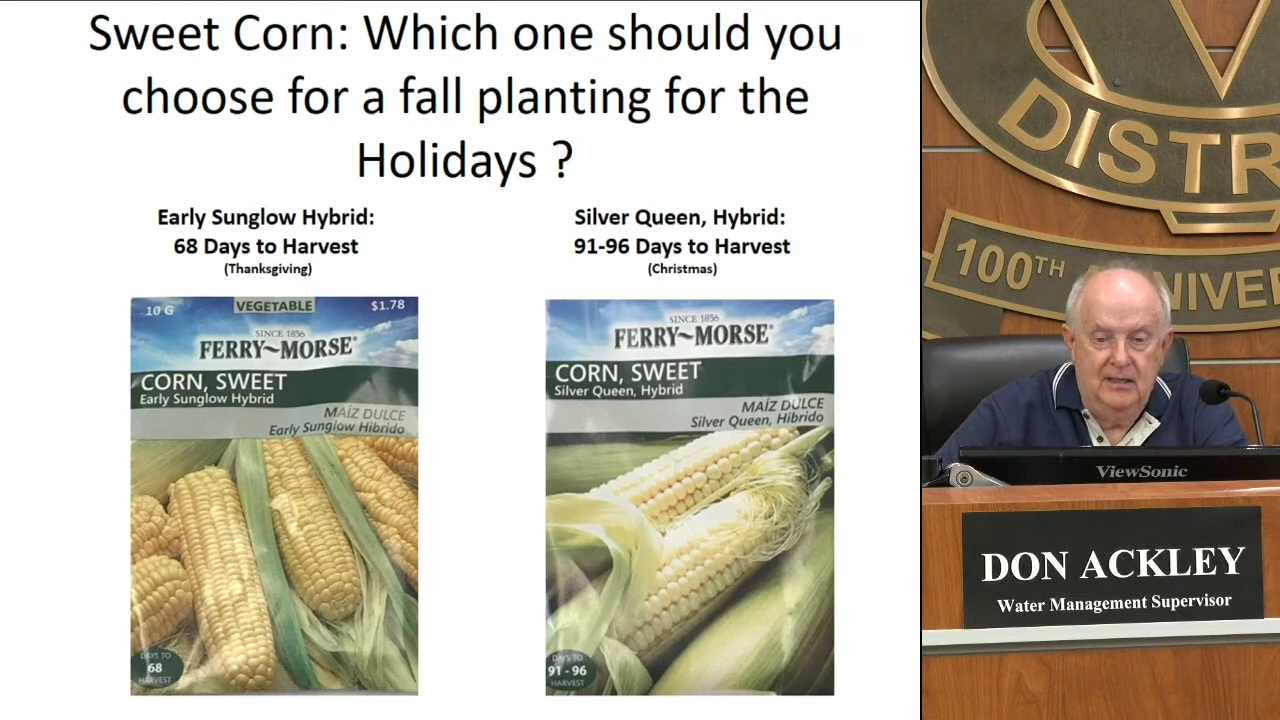 Sweet Corn: Which one should you
choose for a fall planting for the
Holidays ?
Early Sunglow Hybrid:
68 Days to Harvest
(Thanksgiving)
Silver Queen, Hybrid:
91-96 Days to Harvest
(Christmas)
10 G
VEGETABLE
$1.78
SINCE 1856
FERRY~MORSE®
CORN, SWEET
Early Sunglow Hybrid
MAÍZ DULCE
Early Sunglow Híbrido
DAYS TO
68
HARVEST
SINCE 1856
FERRY~MORSE®
CORN, SWEET
Silver Queen, Hybrid
MAÍZ DULCE
Silver Queen, Híbrido
DAYS TO
91 - 96
HARVEST
DISTR
100TH ANNIVER
ViewSonic
DON ACKLEY
Water Management Supervisor